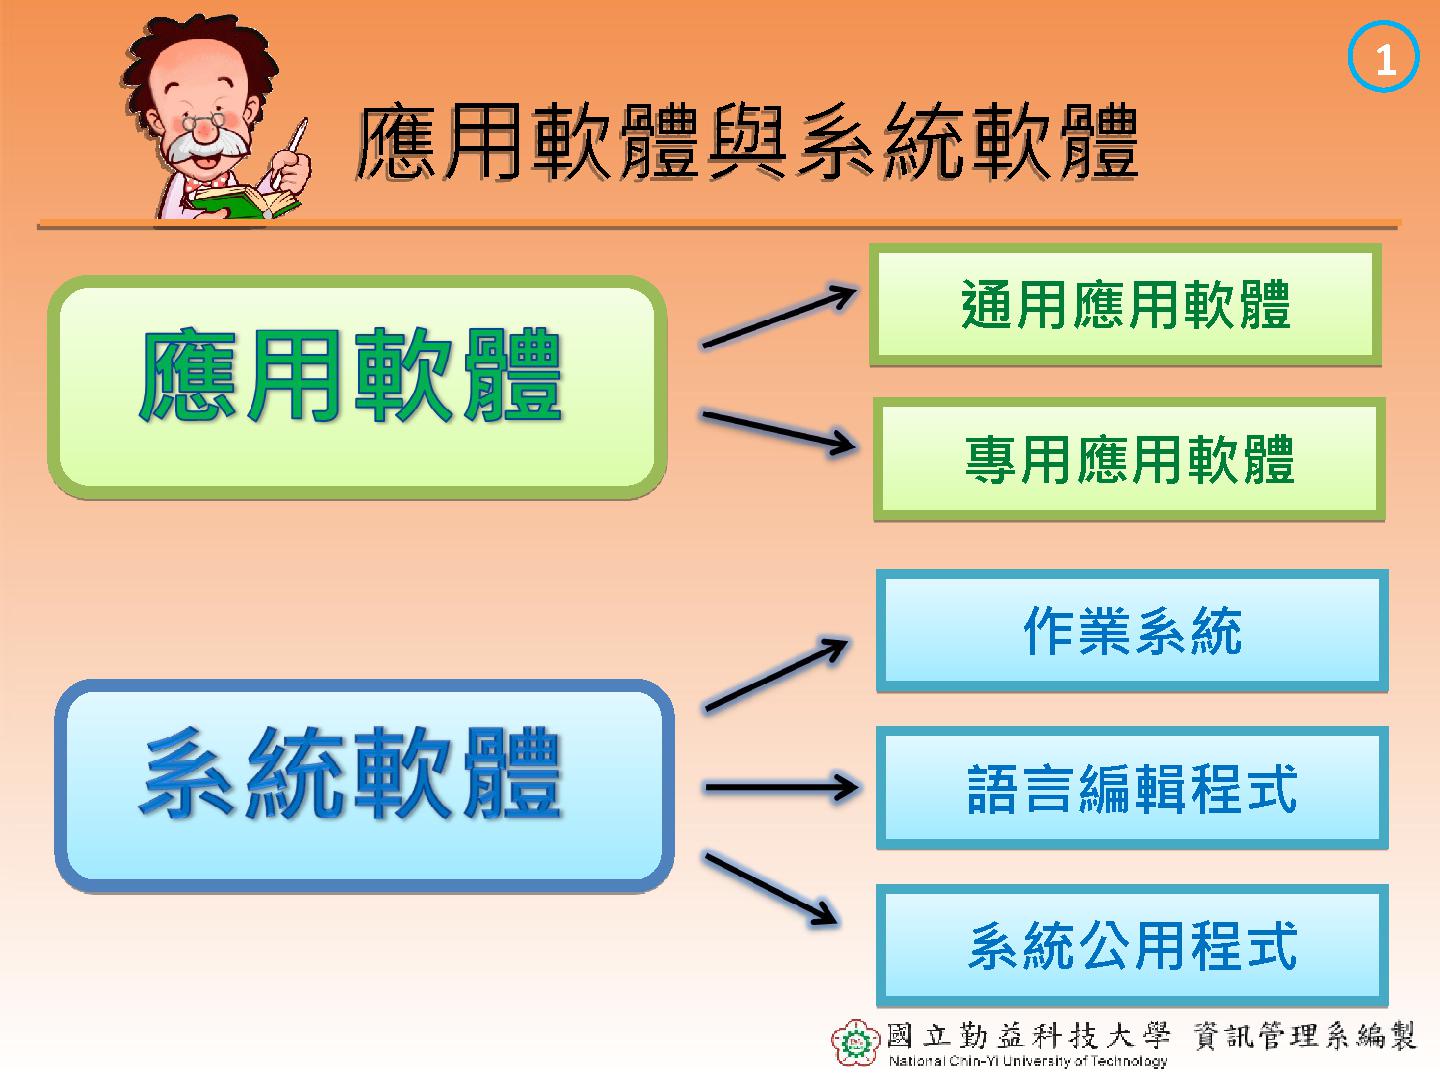 1
應用軟體與系統軟體
應用軟體
通用應用軟體
專用應用軟體
系統軟體
作業系統
語言編輯程式
系統公用程式
國立勤益科技大學 資訊管理系編製
National Chin-Yi University of Technology